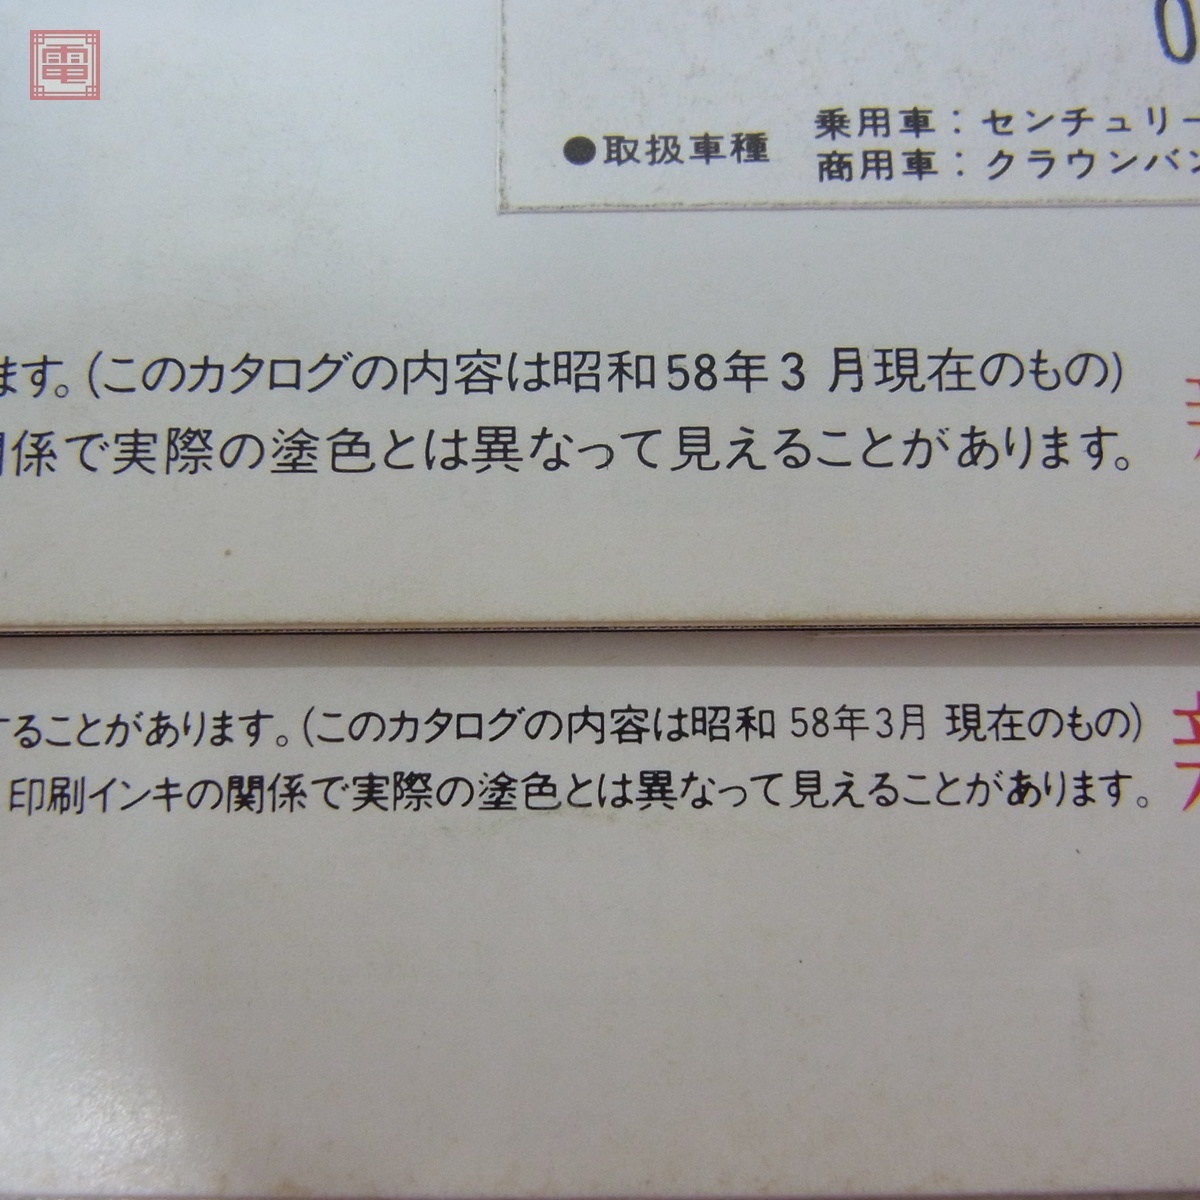 電
0
●取扱車種
乗用車：センチュリー
商用車：クラウンバン
ます。(このカタログの内容は昭和58年3月現在のもの)
係で実際の塗色とは異なって見えることがあります。
することがあります。(このカタログの内容は昭和58年3月現在のもの)
印刷インキの関係で実際の塗色とは異なって見えることがあります。